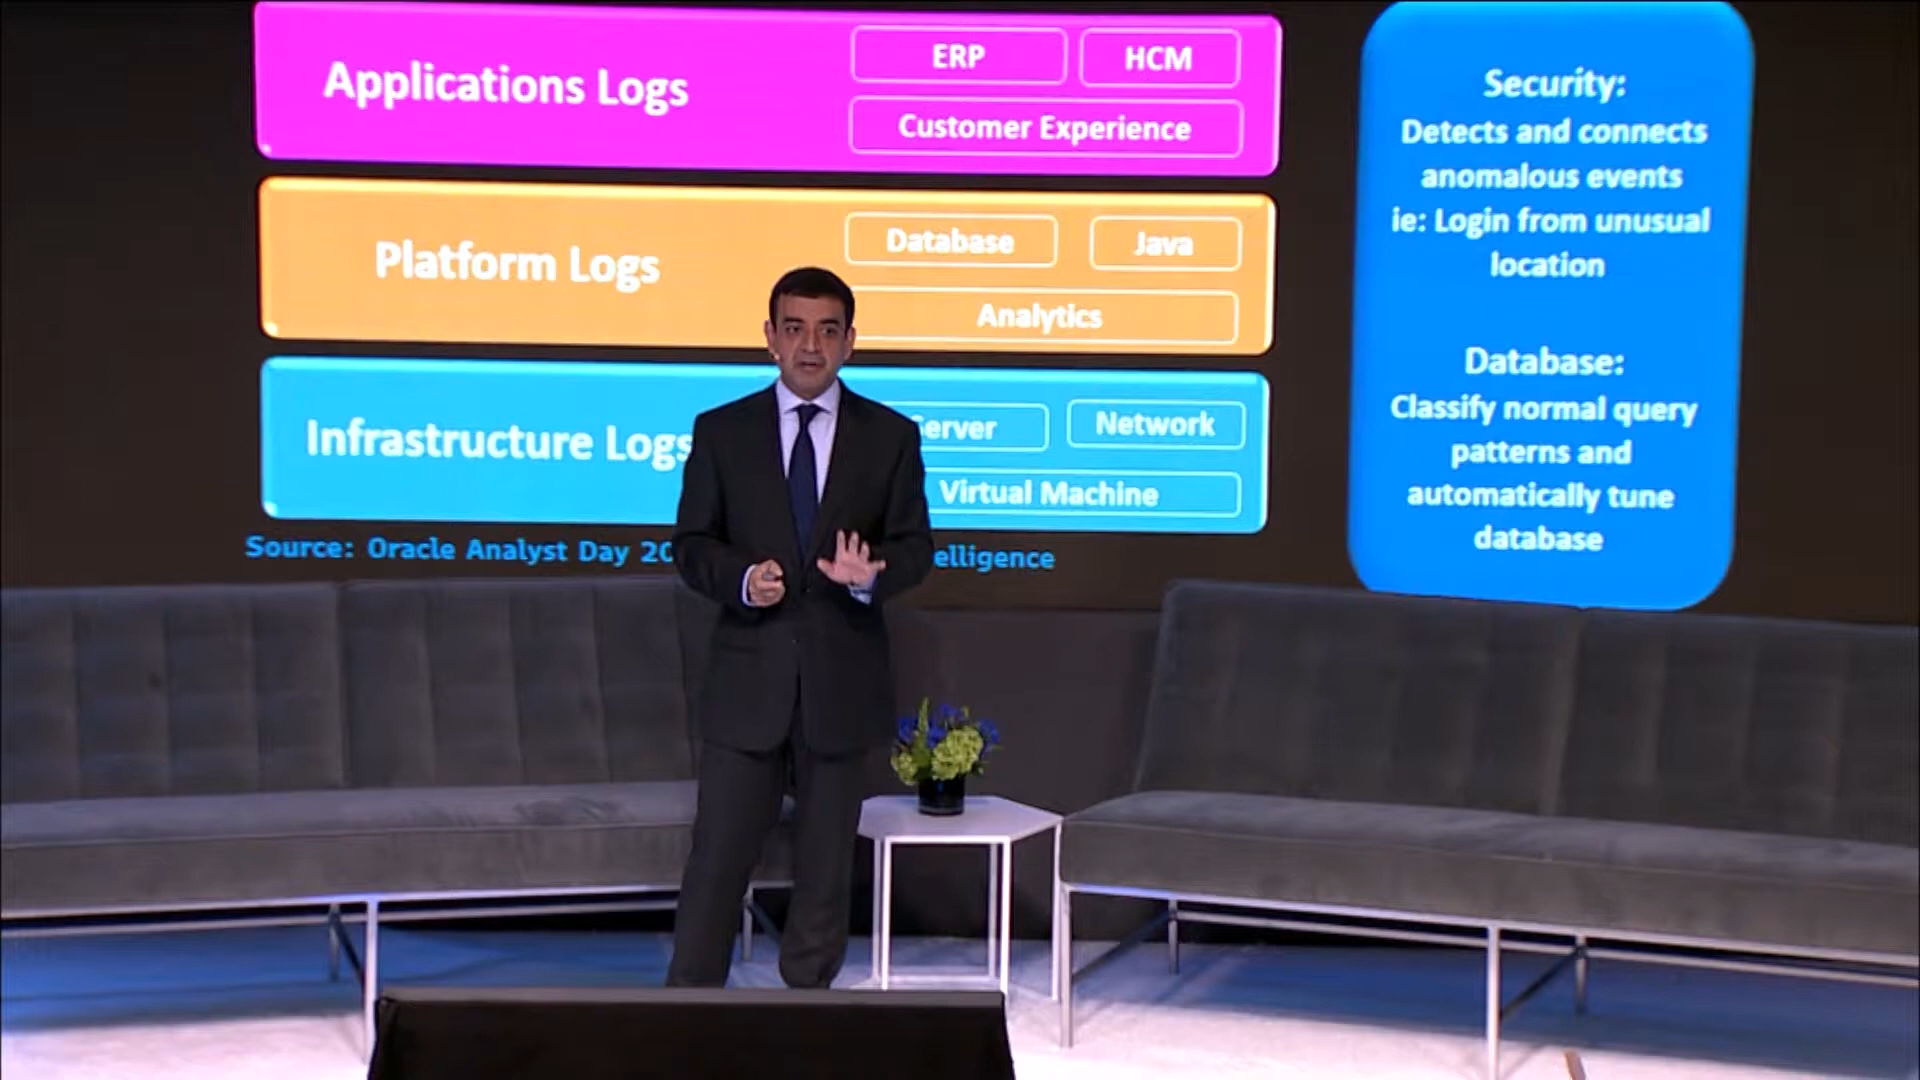 Applications Logs
ERP
HCM
Customer Experience
Platform Logs
Database
Java
Analytics
Infrastructure Logs
Server
Network
Virtual Machine
Source: Oracle Analyst Day
Security:
Detects and connects
anomalous events
ie: Login from unusual
location
Database:
Classify normal query
patterns and
automatically tune
database